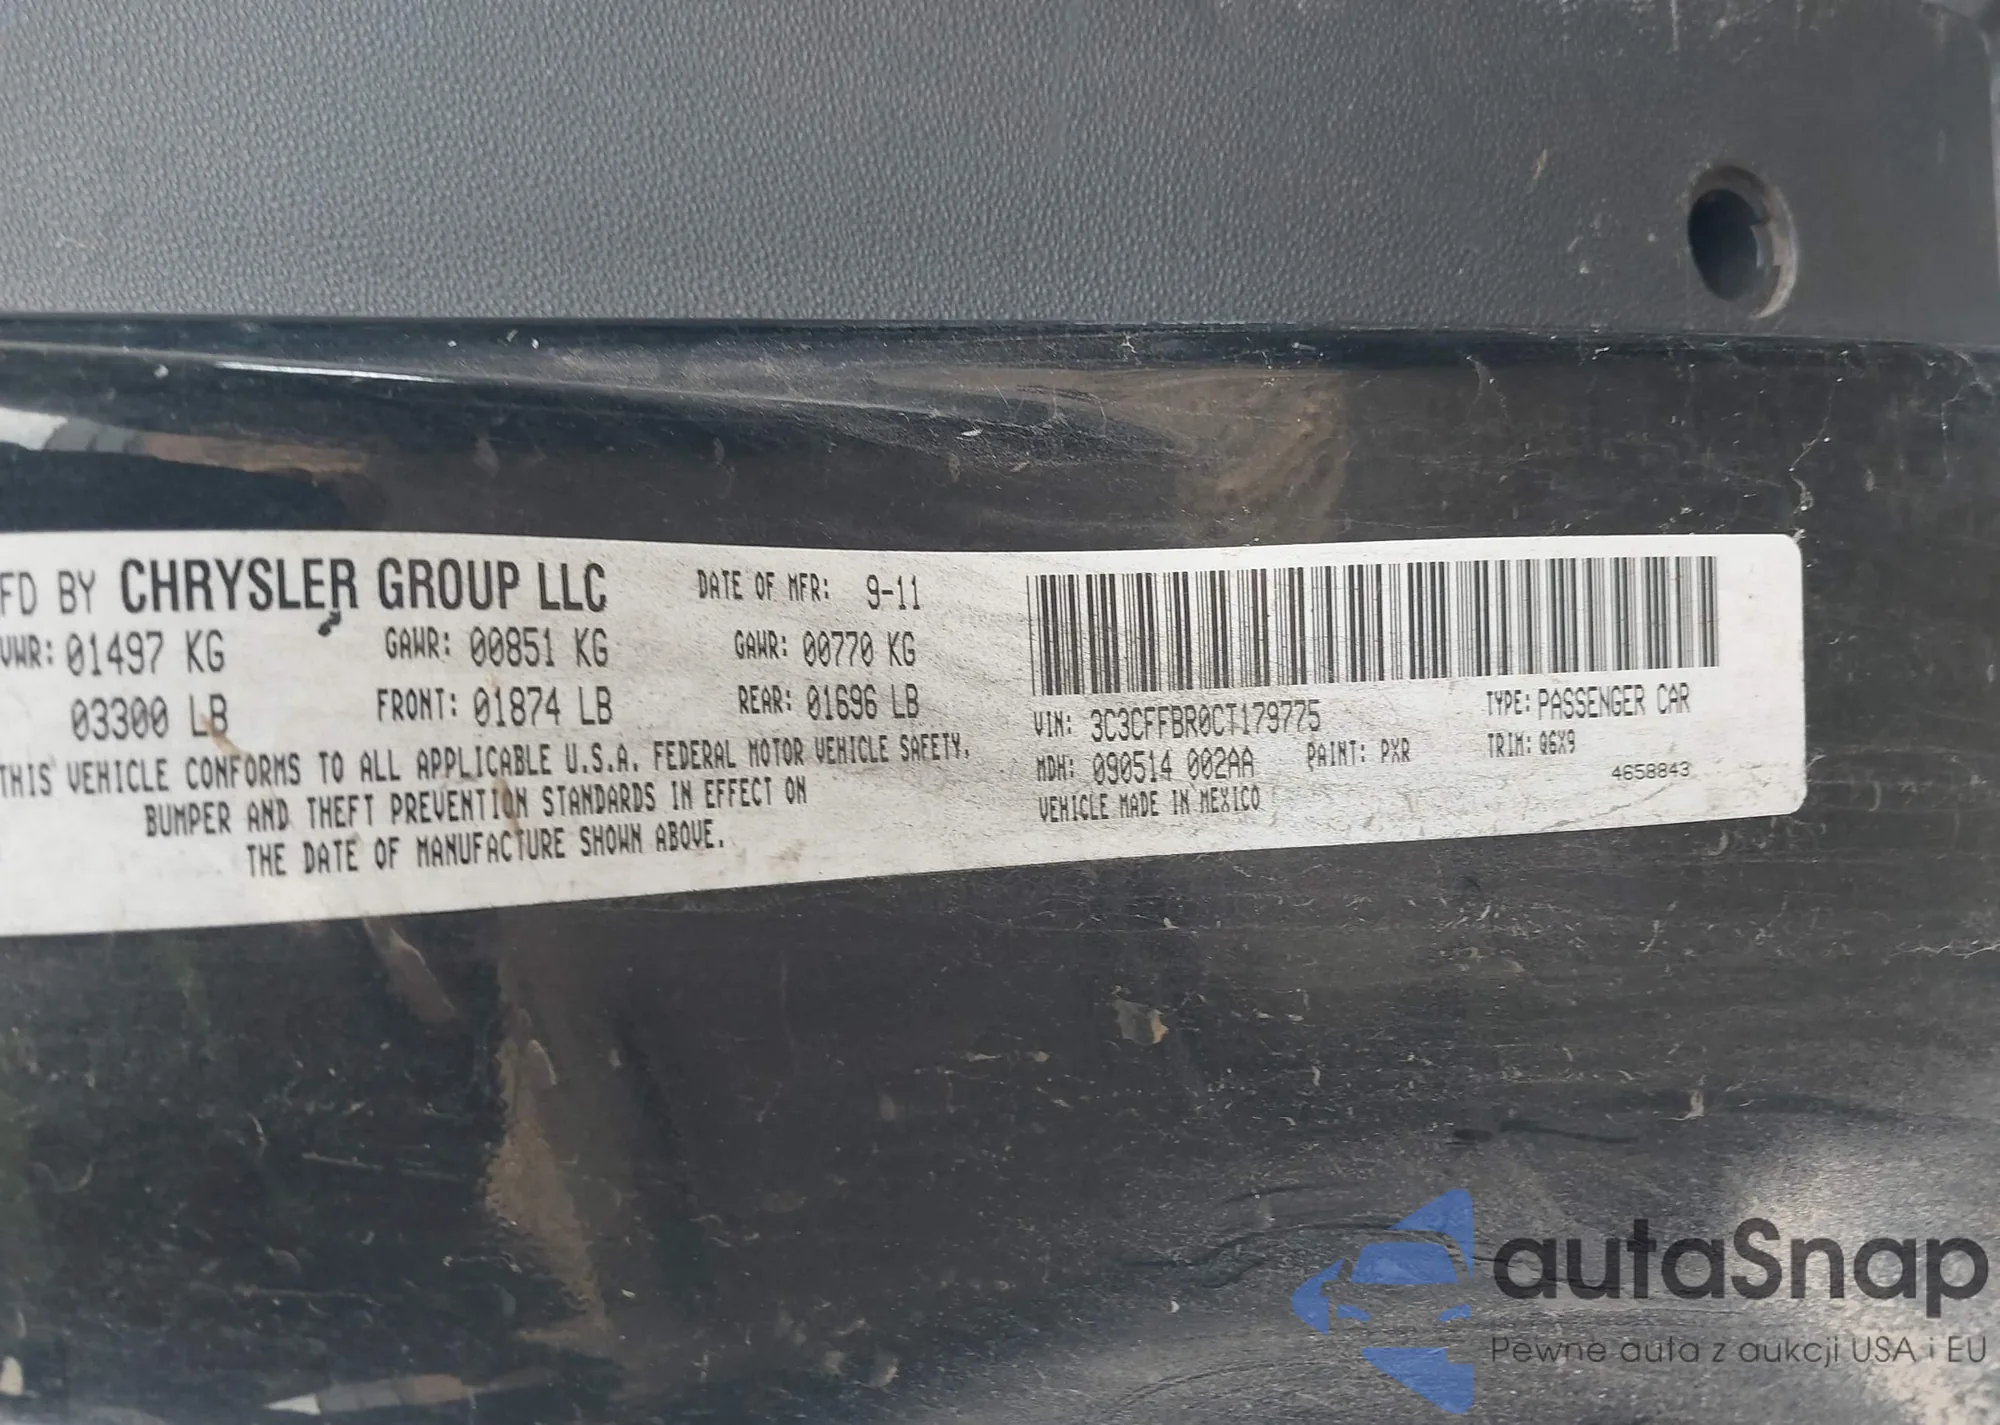 FD BY CHRYSLER GROUP LLC DATE OF MFR: 9-11
VWR: 01497 KG GAWR: 00851 KG GAWR: 00770 KG
03300 LB FRONT: 01874 LB REAR: 01696 LB
THIS VEHICLE CONFORMS TO ALL APPLICABLE U.S.A. FEDERAL MOTOR VEHICLE SAFETY,
BUMPER AND THEFT PREVENTION STANDARDS IN EFFECT ON
THE DATE OF MANUFACTURE SHOWN ABOVE.
VIN: 3C3CFFBR0CT179775 TYPE: PASSENGER CAR
MDH: 090514 002AA PAINT: PXR TRIM: Q6X9
VEHICLE MADE IN MEXICO 4658843
autaSnap
Pewne auta z aukcji USA i EU